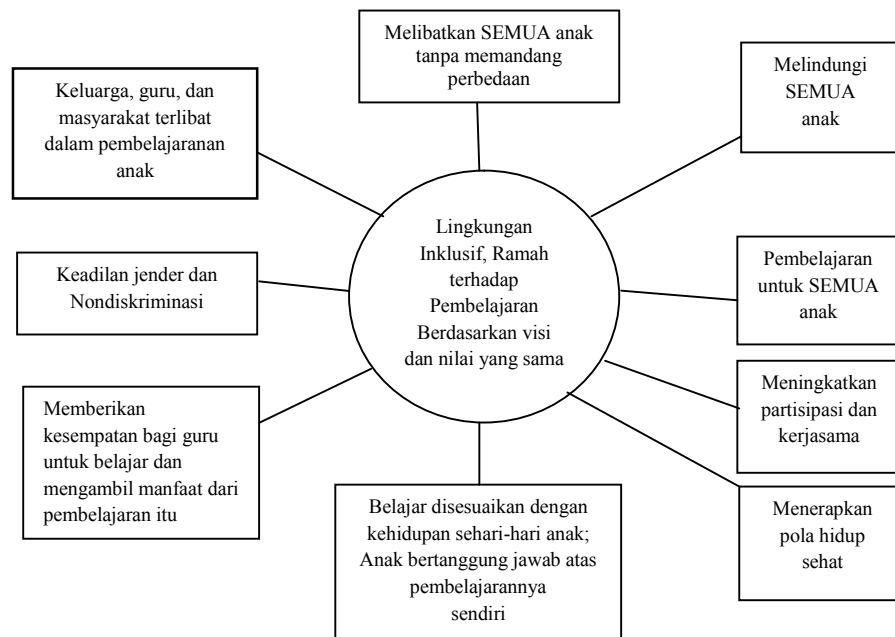 Melibatkan SEMUA anak
tanpa memandang
perbedaan
Melindungi
SEMUA
anak
Keluarga, guru, dan
masyarakat terlibat
dalam pembelajaranan
anak
Lingkungan
Inklusif, Ramah
terhadap
Pembelajaran
Berdasarkan visi
dan nilai yang sama
Keadilan jender dan
Nondiskriminasi
Pembelajaran
untuk SEMUA
anak
Meningkatkan
partisipasi dan
kerjasama
Memberikan
kesempatan bagi guru
untuk belajar dan
mengambil manfaat dari
pembelajaran itu
Belajar disesuaikan dengan
kehidupan sehari-hari anak;
Anak bertanggung jawab atas
pembelajarannya
sendiri
Menerapkan
pola hidup
sehat